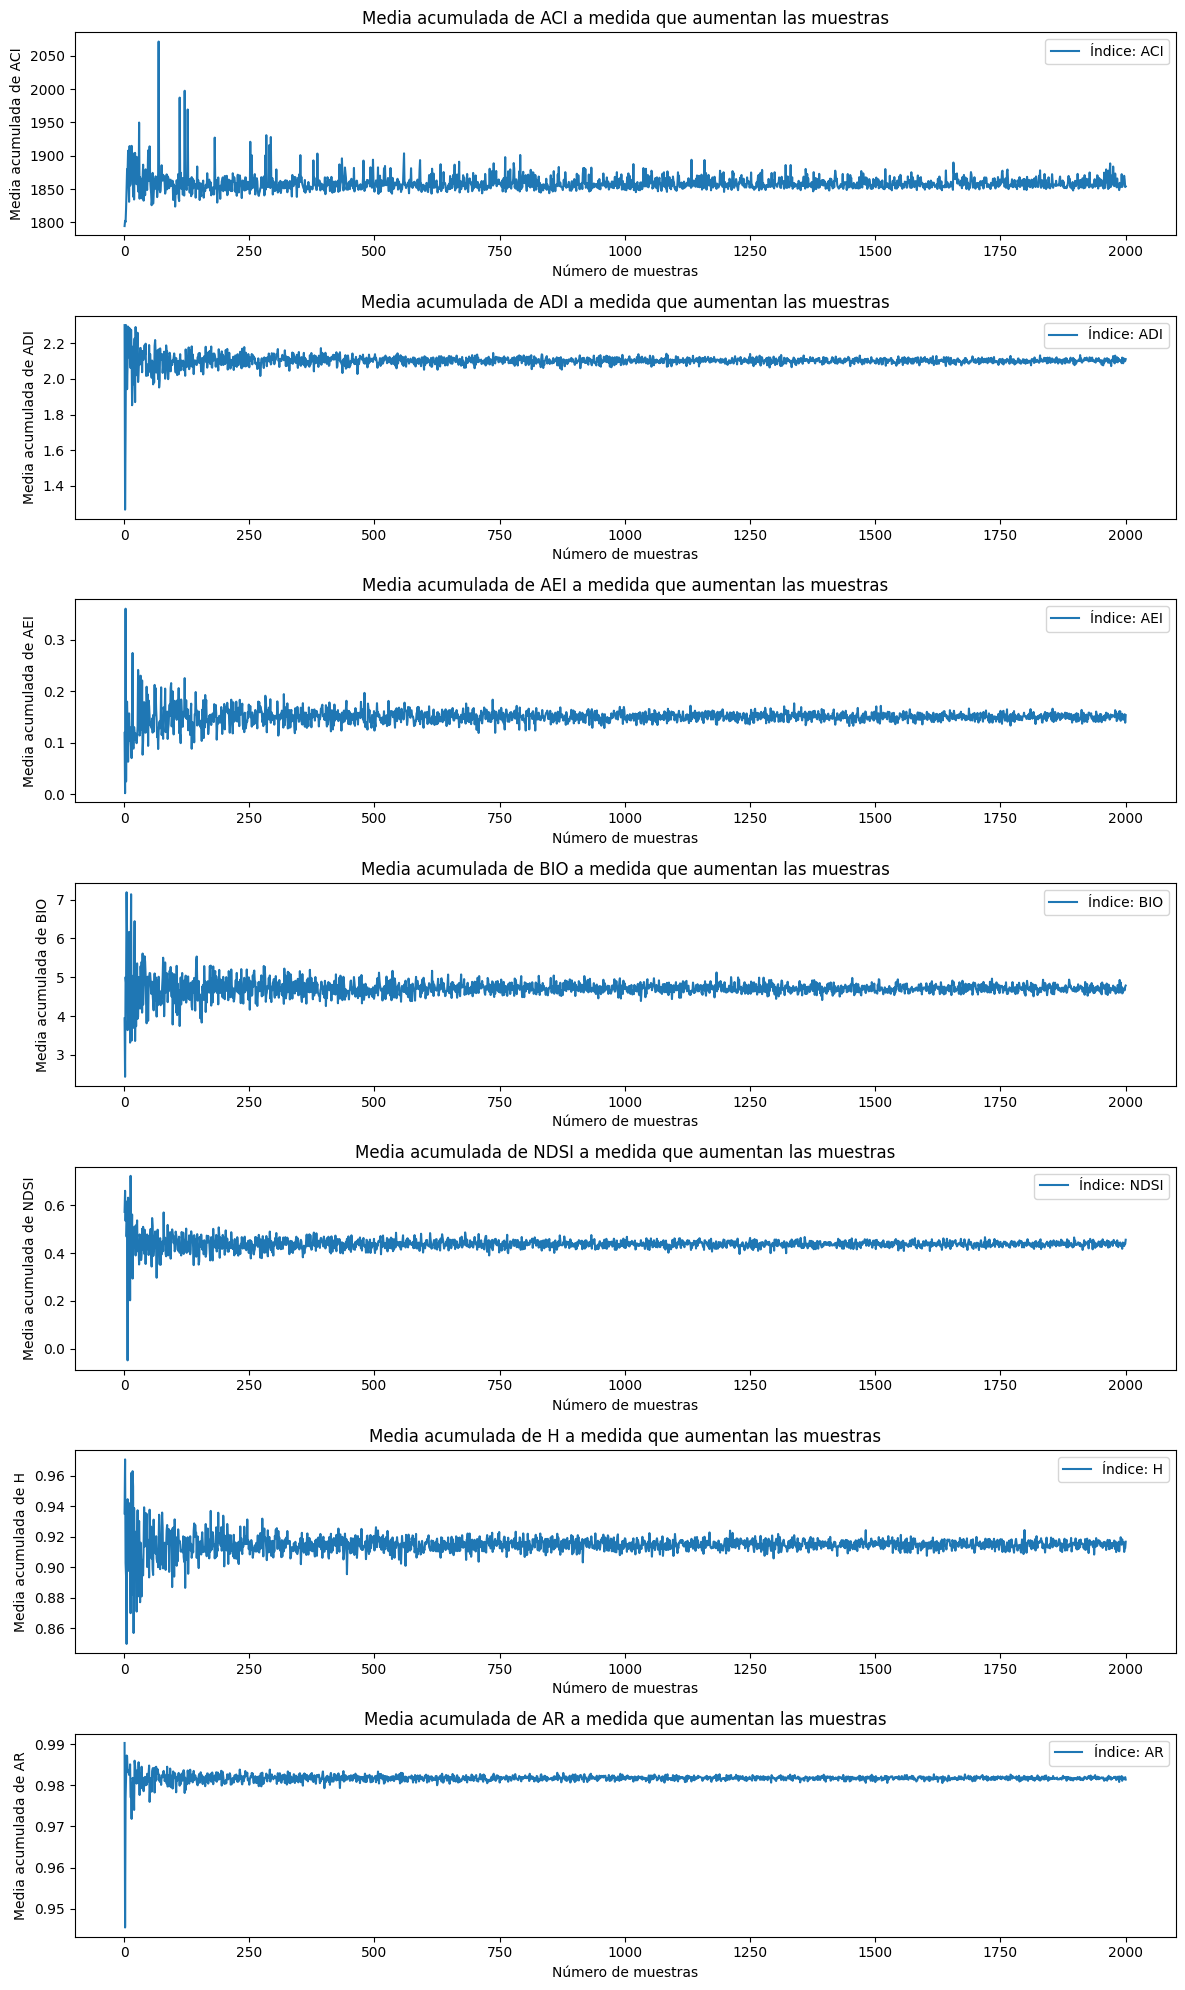 Media acumulada de ACI a medida que aumentan las muestras
Media acumulada de ACI
2050
2000
1950
1900
1850
1800
Índice: ACI
0 250 500 750 1000 1250 1500 1750 2000
Número de muestras
Media acumulada de ADI a medida que aumentan las muestras
Media acumulada de ADI
2.2
2.0
1.8
1.6
1.4
Índice: ADI
0 250 500 750 1000 1250 1500 1750 2000
Número de muestras
Media acumulada de AEI a medida que aumentan las muestras
Media acumulada de AEI
0.3
0.2
0.1
0.0
Índice: AEI
0 250 500 750 1000 1250 1500 1750 2000
Número de muestras
Media acumulada de BIO a medida que aumentan las muestras
Media acumulada de BIO
7
6
5
4
3
Índice: BIO
0 250 500 750 1000 1250 1500 1750 2000
Número de muestras
Media acumulada de NDSI a medida que aumentan las muestras
Media acumulada de NDSI
0.6
0.4
0.2
0.0
Índice: NDSI
0 250 500 750 1000 1250 1500 1750 2000
Número de muestras
Media acumulada de H a medida que aumentan las muestras
Media acumulada de H
0.96
0.94
0.92
0.90
0.88
0.86
Índice: H
0 250 500 750 1000 1250 1500 1750 2000
Número de muestras
Media acumulada de AR a medida que aumentan las muestras
Media acumulada de AR
0.99
0.98
0.97
0.96
0.95
Índice: AR
0 250 500 750 1000 1250 1500 1750 2000
Número de muestras